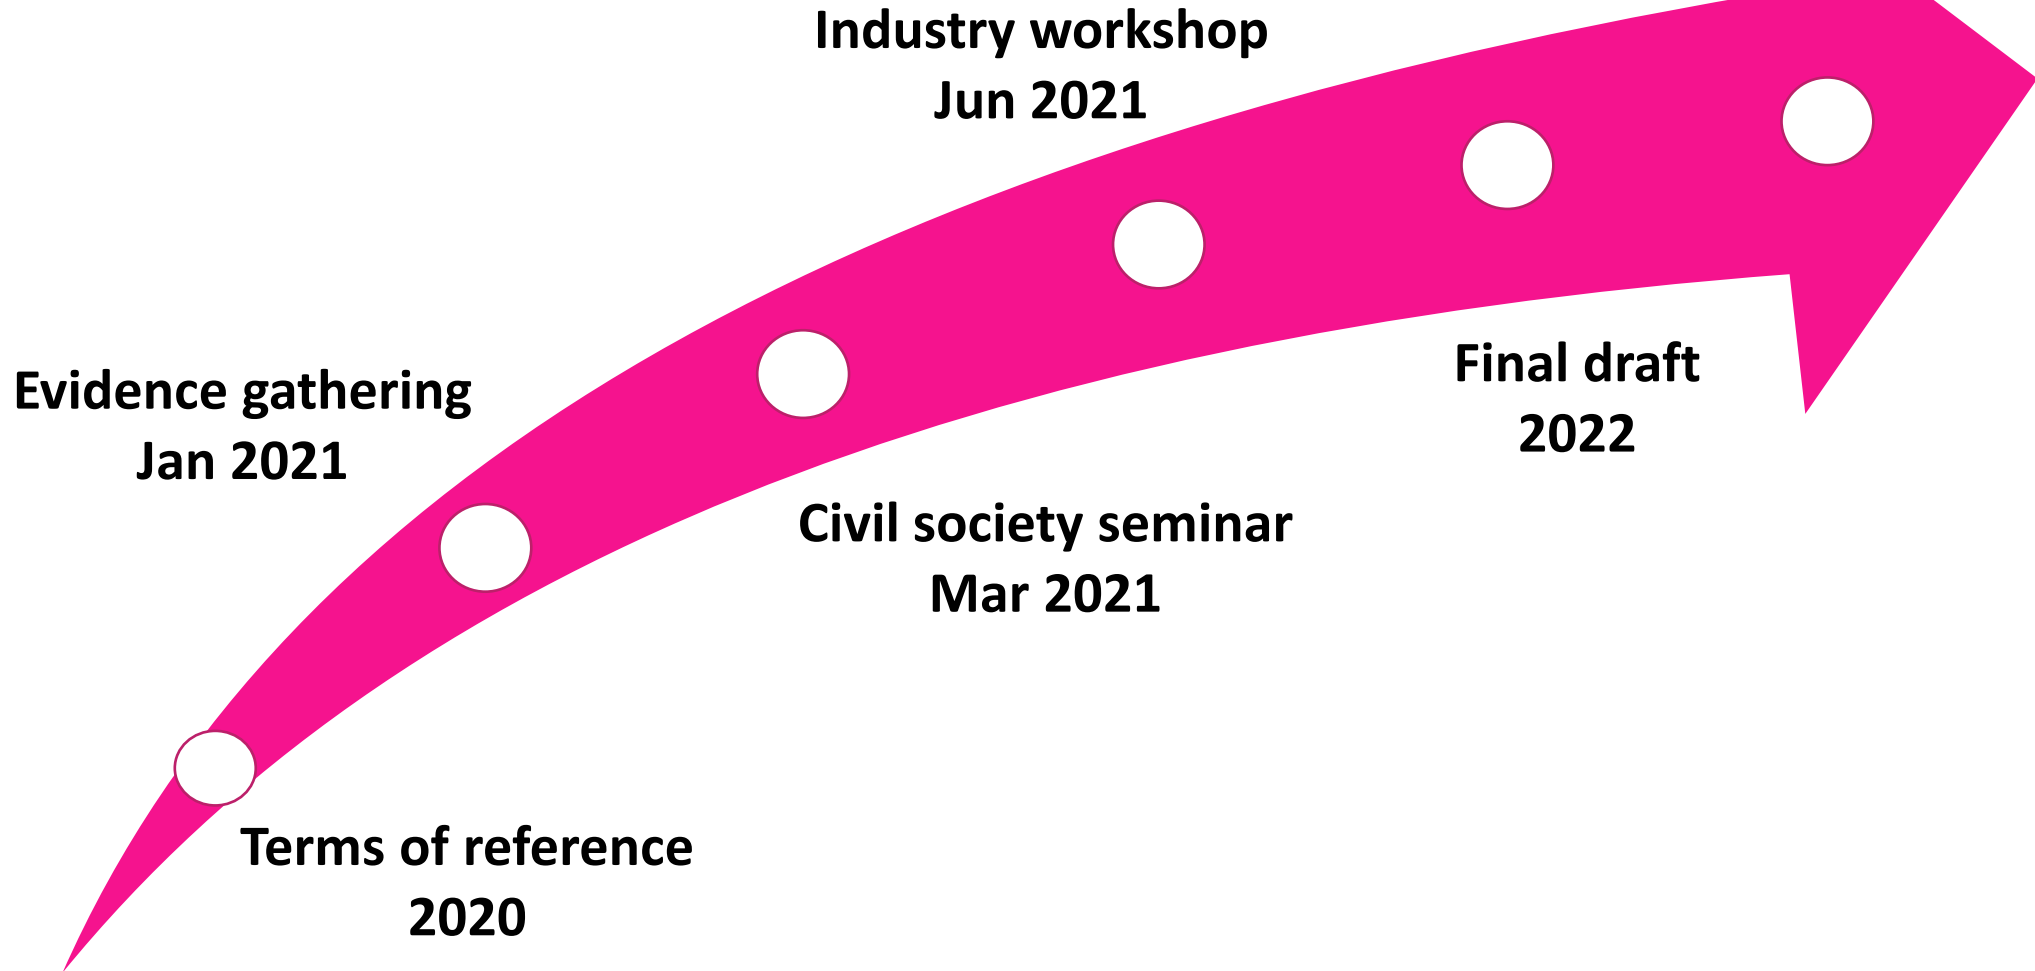 Industry workshop
Jun 2021
Evidence gathering
Jan 2021
Final draft
2022
Civil society seminar
Mar 2021
Terms of reference
2020